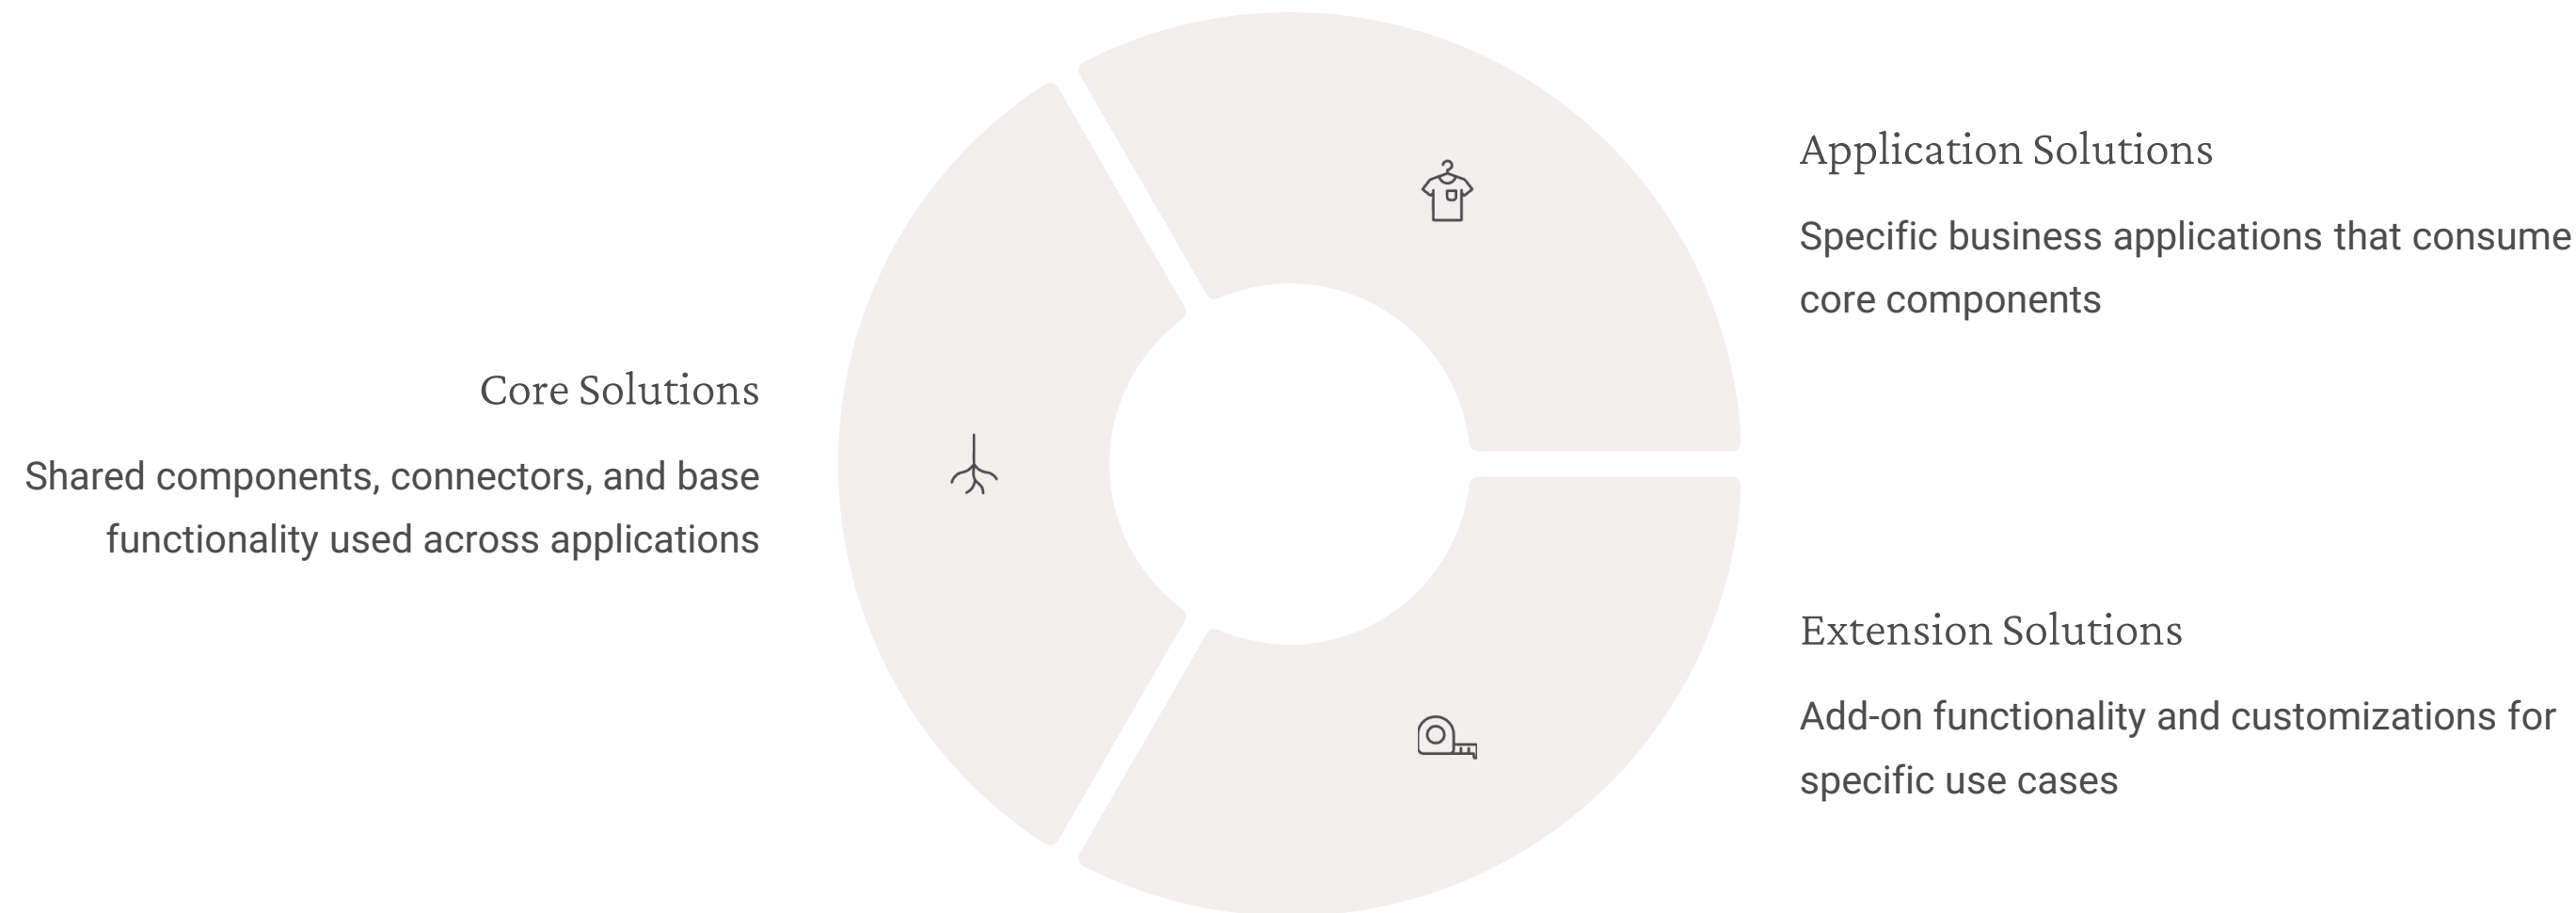 Core Solutions
Shared components, connectors, and base
functionality used across applications
Application Solutions
Specific business applications that consume
core components
Extension Solutions
Add-on functionality and customizations for
specific use cases